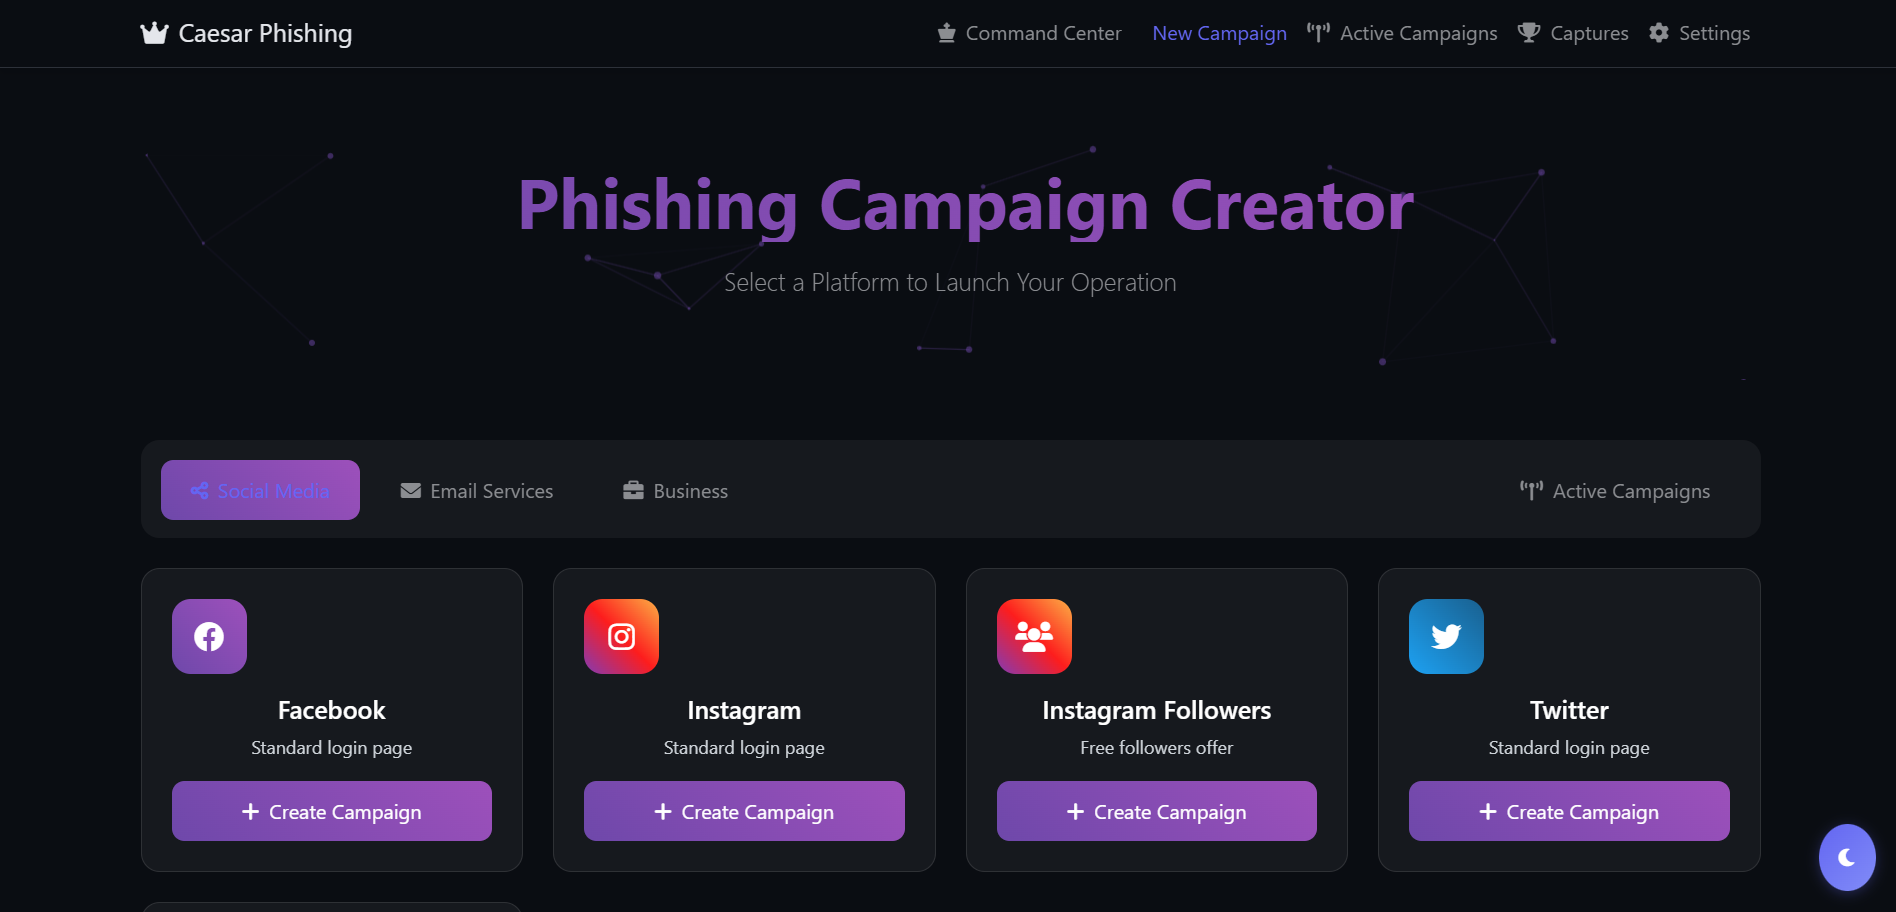 Caesar Phishing
Command Center
New Campaign
Active Campaigns
Captures
Settings
Phishing Campaign Creator
Select a Platform to Launch Your Operation
Social Media
Email Services
Business
Active Campaigns
Facebook
Standard login page
+ Create Campaign
Instagram
Standard login page
+ Create Campaign
Instagram Followers
Free followers offer
+ Create Campaign
Twitter
Standard login page
+ Create Campaign